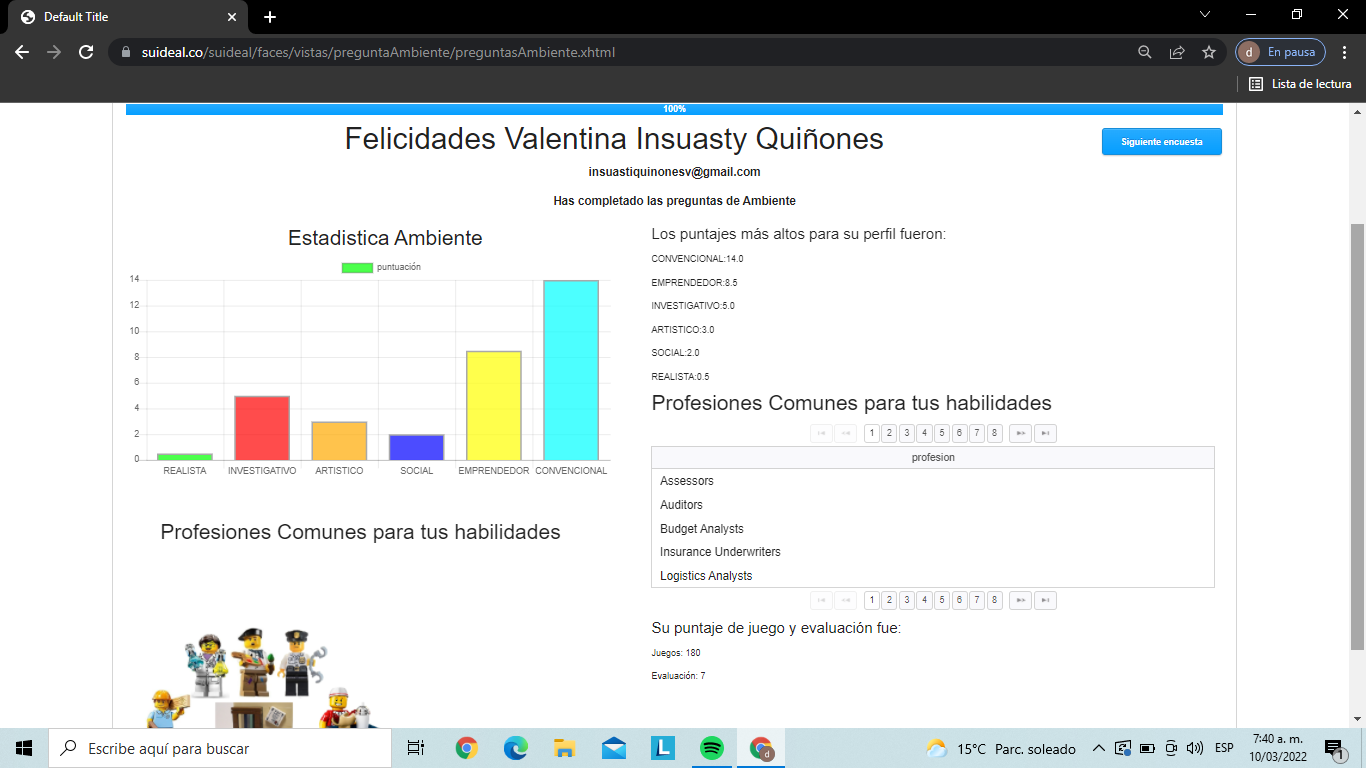 Default Title
suideal.co/suideal/faces/vistas/preguntaAmbiente/preguntasAmbiente.xhtml
d En pausa
Lista de lectura
100%
Felicidades Valentina Insuasty Quiñones
Siguiente encuesta
insuastiquinonesv@gmail.com
Has completado las preguntas de Ambiente
Estadistica Ambiente
puntuación
14
12
10
8
6
4
2
0
REALISTA INVESTIGATIVO ARTISTICO SOCIAL EMPRENDEDOR CONVENCIONAL
Profesiones Comunes para tus habilidades
Los puntajes más altos para su perfil fueron:
CONVENCIONAL:14.0
EMPRENDEDOR:8.5
INVESTIGATIVO:5.0
ARTISTICO:3.0
SOCIAL:2.0
REALISTA:0.5
Profesiones Comunes para tus habilidades
1 2 3 4 5 6 7 8
profesion
Assessors
Auditors
Budget Analysts
Insurance Underwriters
Logistics Analysts
1 2 3 4 5 6 7 8
Su puntaje de juego y evaluación fue:
Juegos: 180
Evaluación: 7
Escribe aquí para buscar
L
d
15°C Parc. soleado
ESP
7:40 a. m.
10/03/2022
1